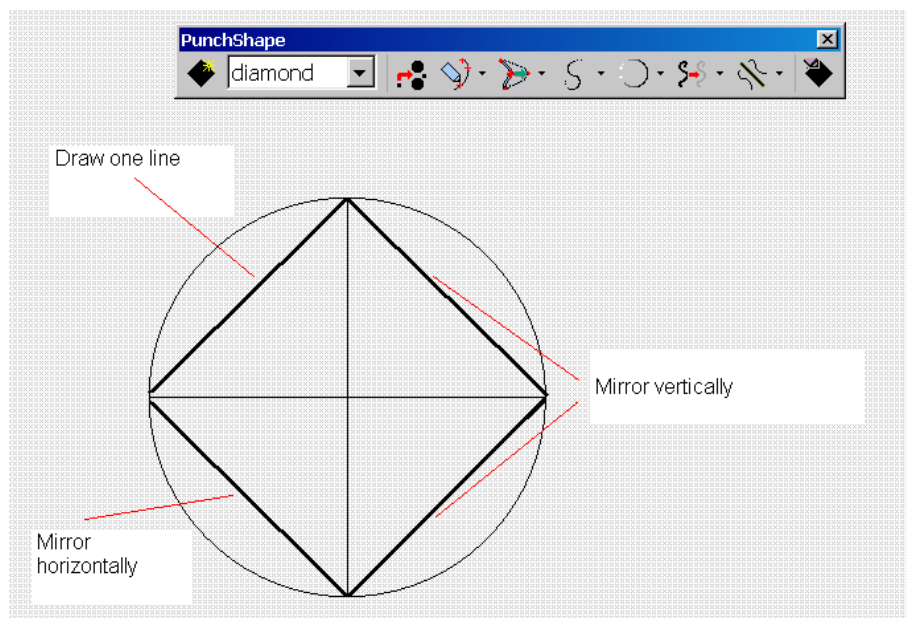 PunchShape
diamond
Draw one line
Mirror vertically
Mirror
horizontally